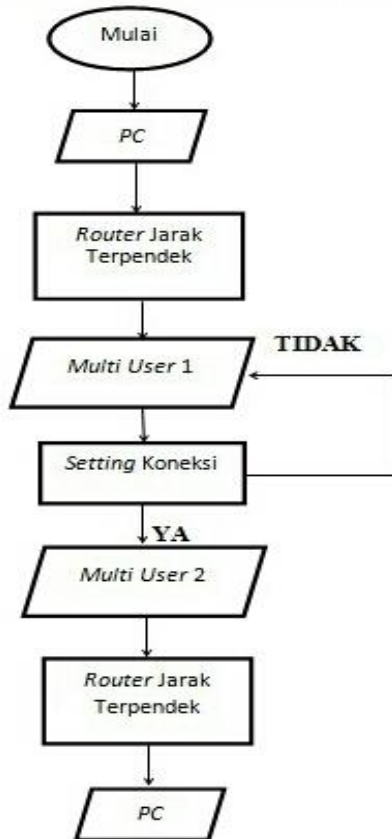 Mulai
PC
Router Jarak
Terpendek
Multi User 1
TIDAK
Setting Koneksi
YA
Multi User 2
Router Jarak
Terpendek
PC